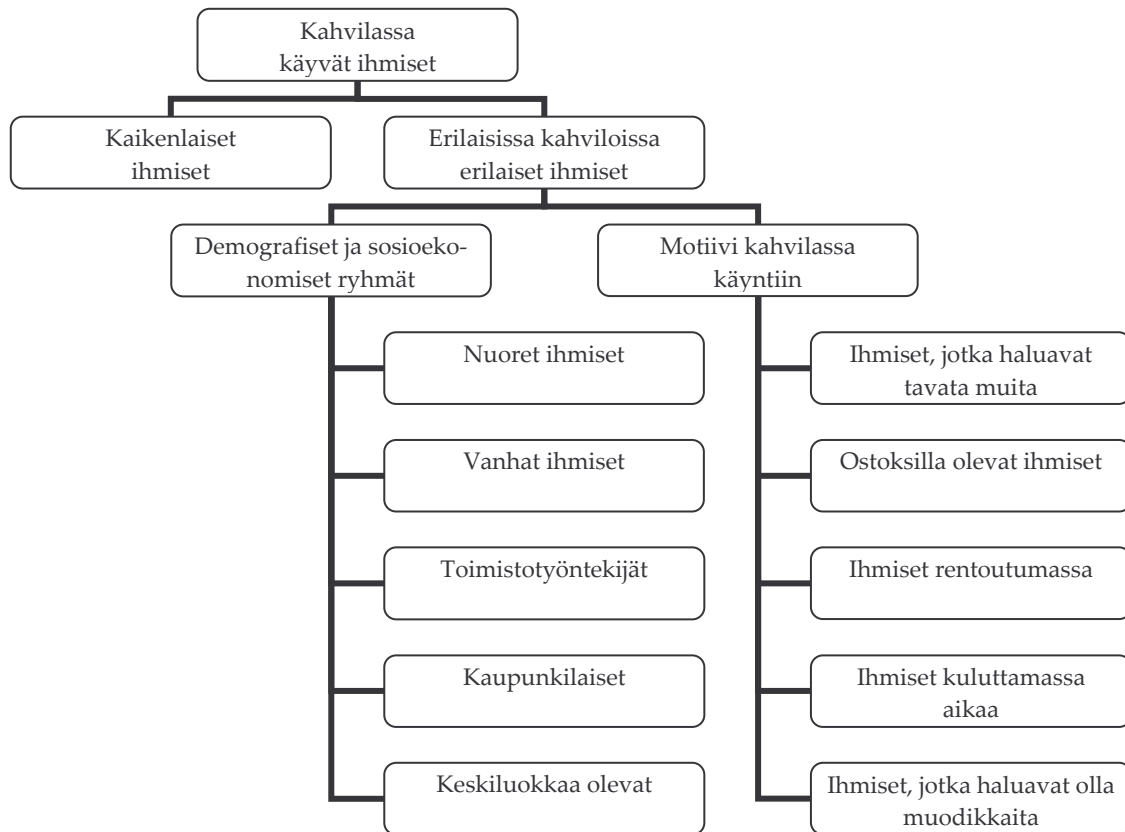 Kahvilassa
käyvät ihmiset
Kaikenlaiset
ihmiset
Erilaisissa kahviloissa
erilaiset ihmiset
Demografiset ja sosioeko-
nomiset ryhmät
Motiivi kahvilassa
käyntiin
Nuoret ihmiset
Vanhat ihmiset
Toimistotyöntekijät
Kaupunkilaiset
Keskiluokkaa olevat
Ihmiset, jotka haluavat
tavata muita
Ostoksilla olevat ihmiset
Ihmiset rentoutumassa
Ihmiset kuluttamassa
aikaa
Ihmiset, jotka haluavat olla
muodikkaita